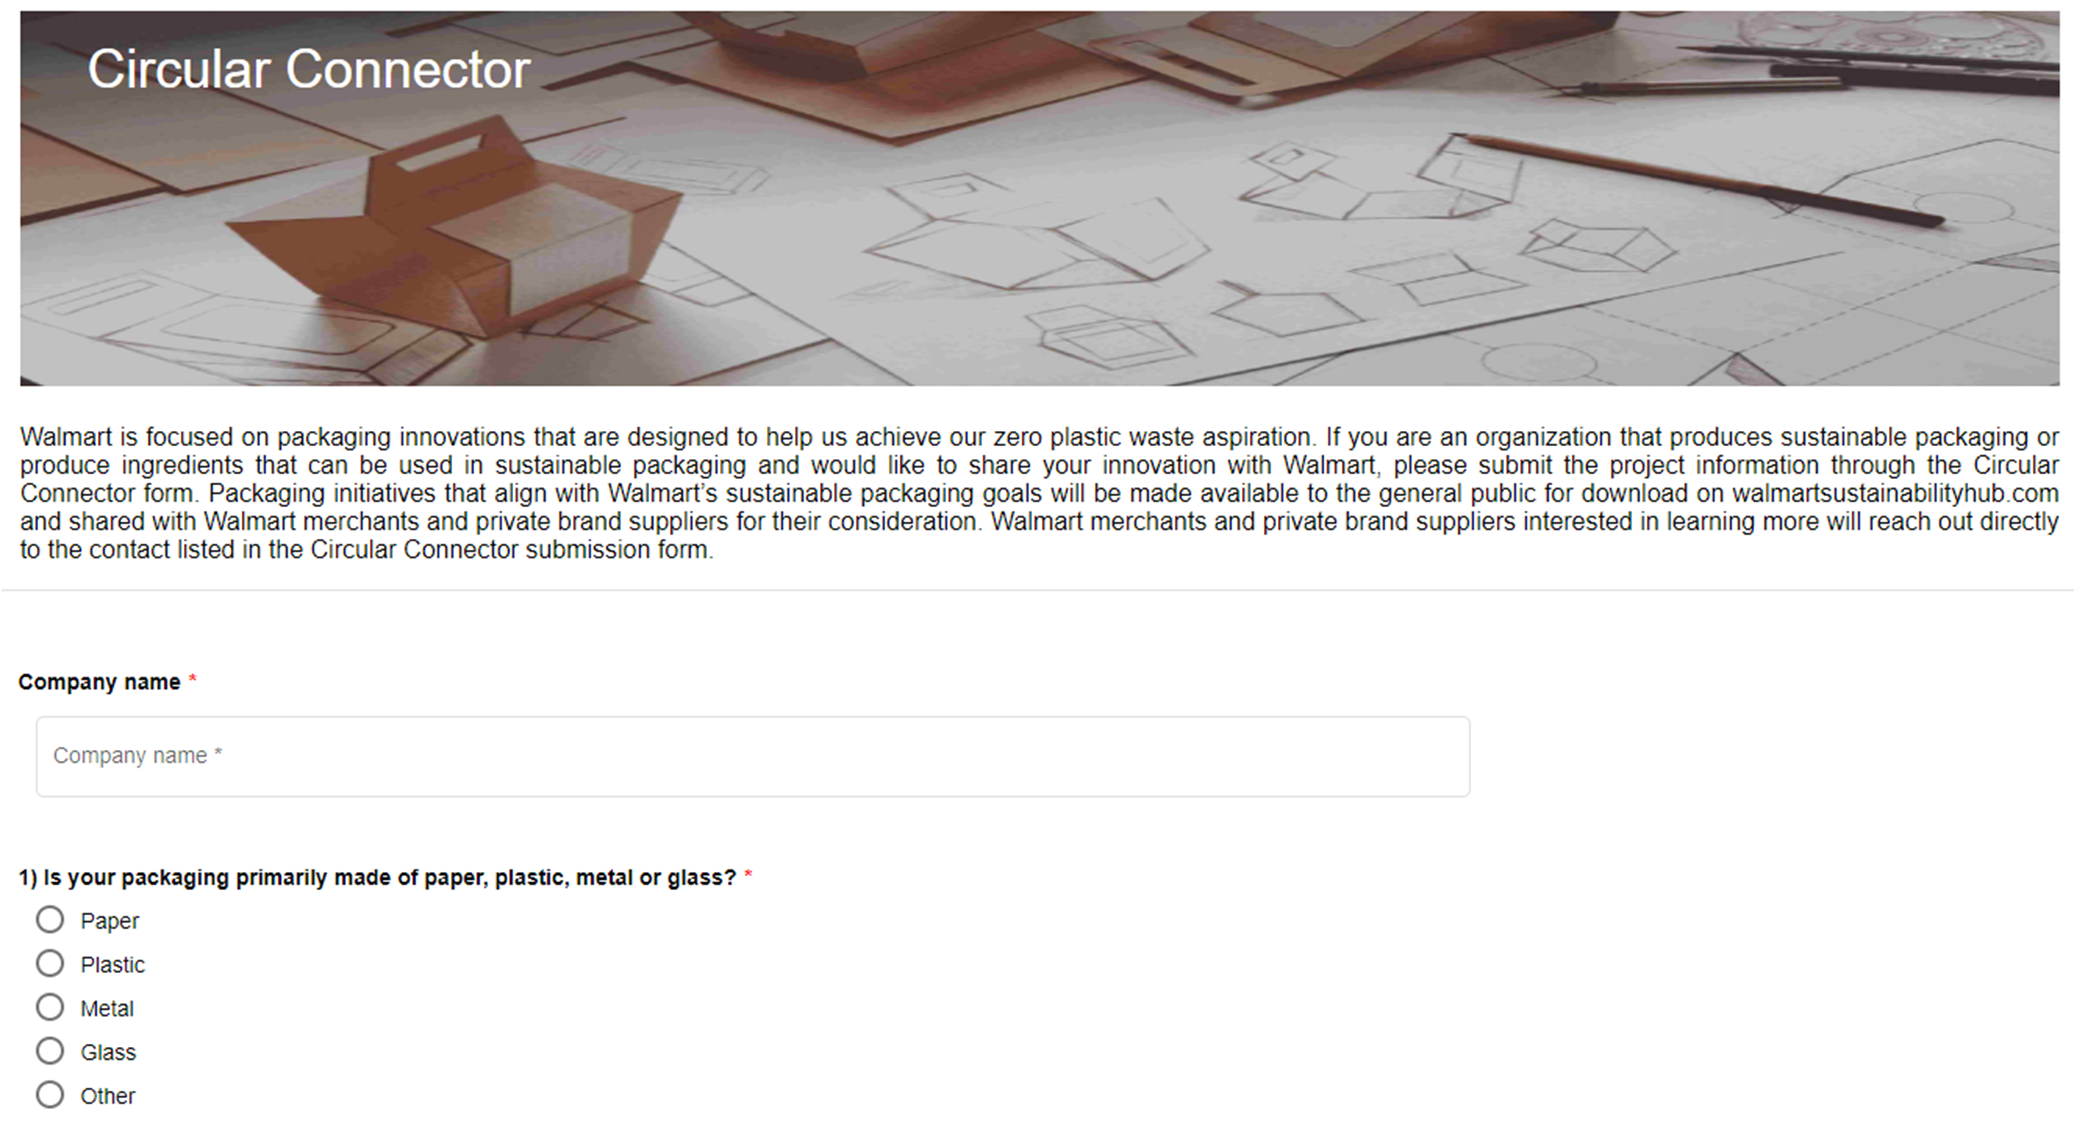 Circular Connector
Walmart is focused on packaging innovations that are designed to help us achieve our zero plastic waste aspiration. If you are an organization that produces sustainable packaging or
produce ingredients that can be used in sustainable packaging and would like to share your innovation with Walmart, please submit the project information through the Circular
Connector form. Packaging initiatives that align with Walmart’s sustainable packaging goals will be made available to the general public for download on walmartsustainabilityhub.com
and shared with Walmart merchants and private brand suppliers for their consideration. Walmart merchants and private brand suppliers interested in learning more will reach out directly
to the contact listed in the Circular Connector submission form.
Company name *
Company name *
1) Is your packaging primarily made of paper, plastic, metal or glass? *
Paper
Plastic
Metal
Glass
Other